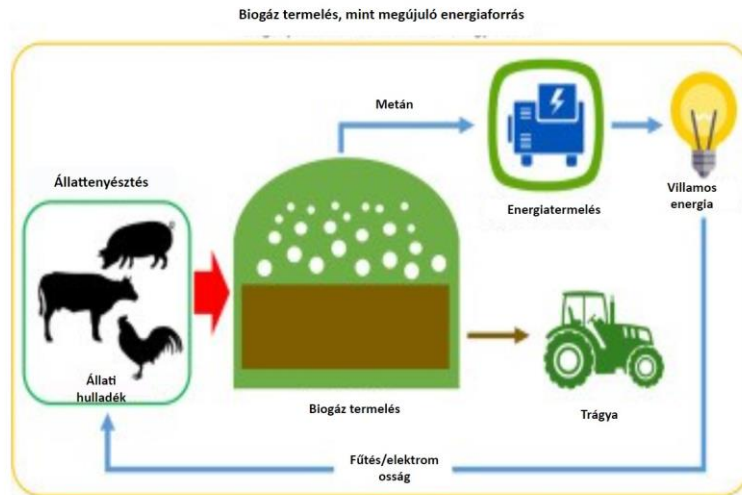 Biogáz termelés, mint megújuló energiaforrás
Metán
Állattenyésztés
Energiatermelés
Villamos
energia
Állati
hulladék
Biogáz termelés
Trágya
Fűtés/elektrom
osság